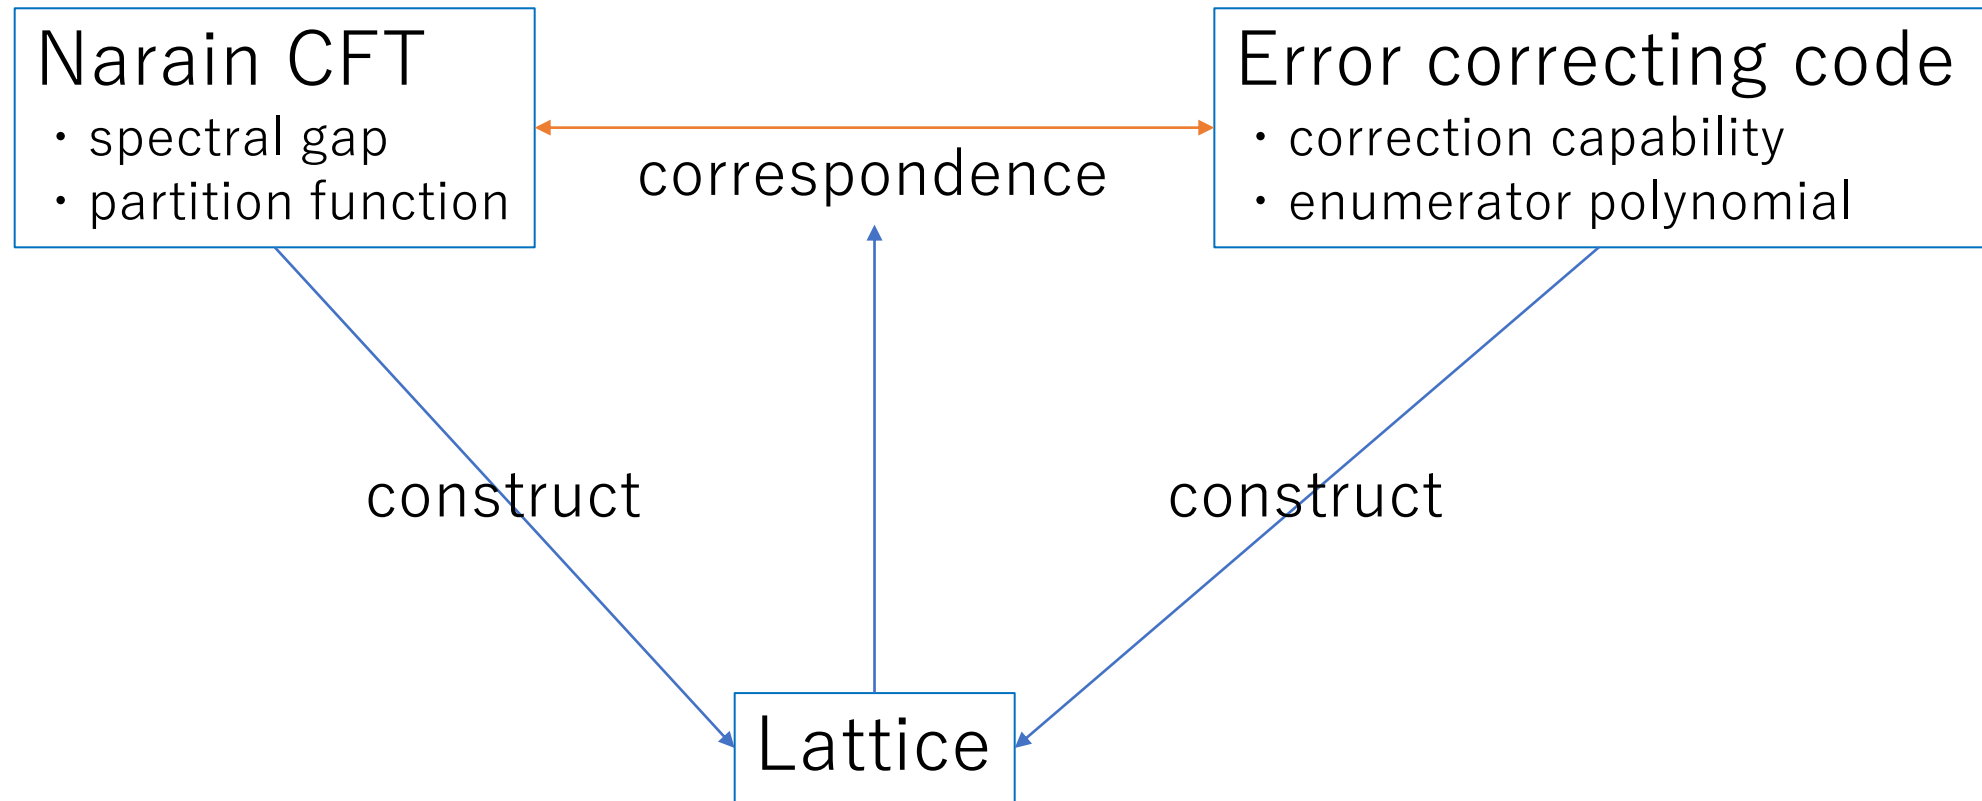 Narain CFT
・spectral gap
・partition function
Error correcting code
・correction capability
・enumerator polynomial
correspondence
construct
construct
Lattice